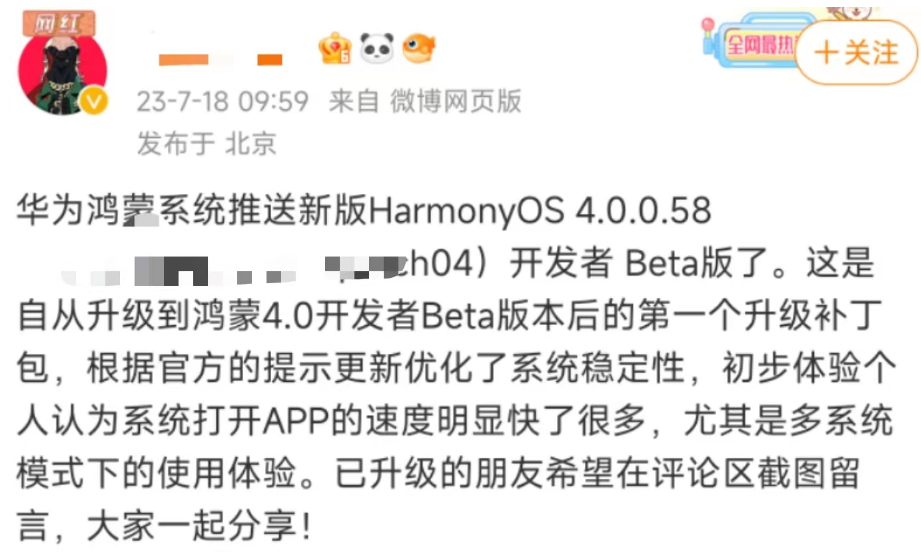 网红
全网最热
+关注
23-7-18 09:59 来自 微博网页版
发布于 北京
华为鸿蒙系统推送新版HarmonyOS 4.0.0.58
ch04）开发者 Beta版了。这是
自从升级到鸿蒙4.0开发者Beta版本后的第一个升级补丁
包，根据官方的提示更新优化了系统稳定性，初步体验个
人认为系统打开APP的速度明显快了很多，尤其是多系统
模式下的使用体验。已升级的朋友希望在评论区截图留
言，大家一起分享！